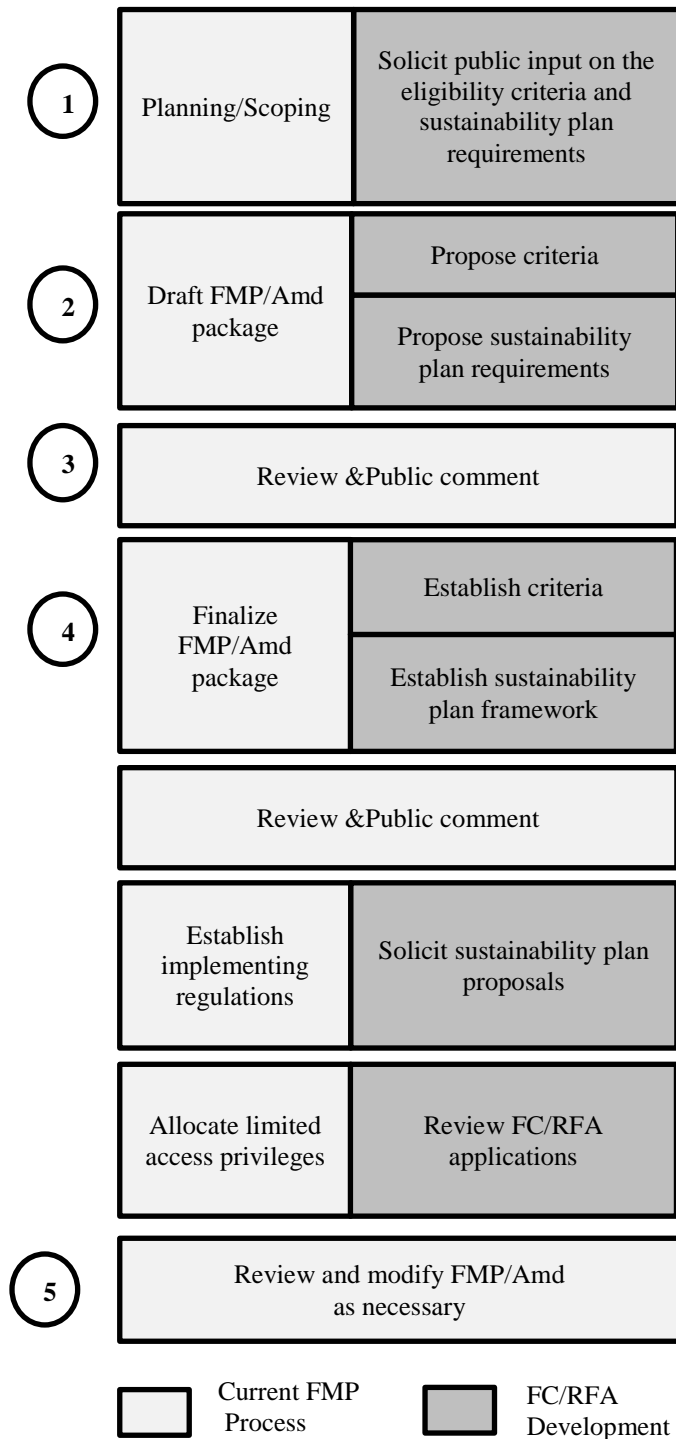 1
Planning/Scoping
Solicit public input on the
eligibility criteria and
sustainability plan
requirements
2
Draft FMP/Amd
package
Propose criteria
Propose sustainability
plan requirements
3
Review &Public comment
4
Finalize
FMP/Amd
package
Establish criteria
Establish sustainability
plan framework
Review &Public comment
Establish
implementing
regulations
Solicit sustainability plan
proposals
Allocate limited
access privileges
Review FC/RFA
applications
5
Review and modify FMP/Amd
as necessary
Current FMP
Process
FC/RFA
Development